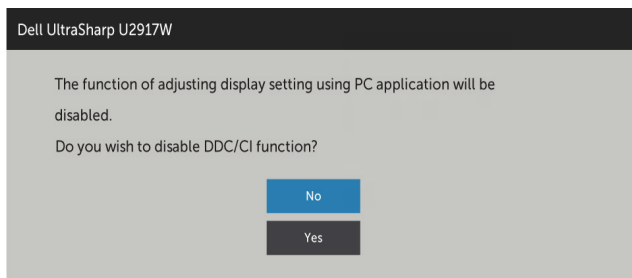 Dell UltraSharp U2917W
The function of adjusting display setting using PC application will be
disabled.
Do you wish to disable DDC/CI function?
No
Yes